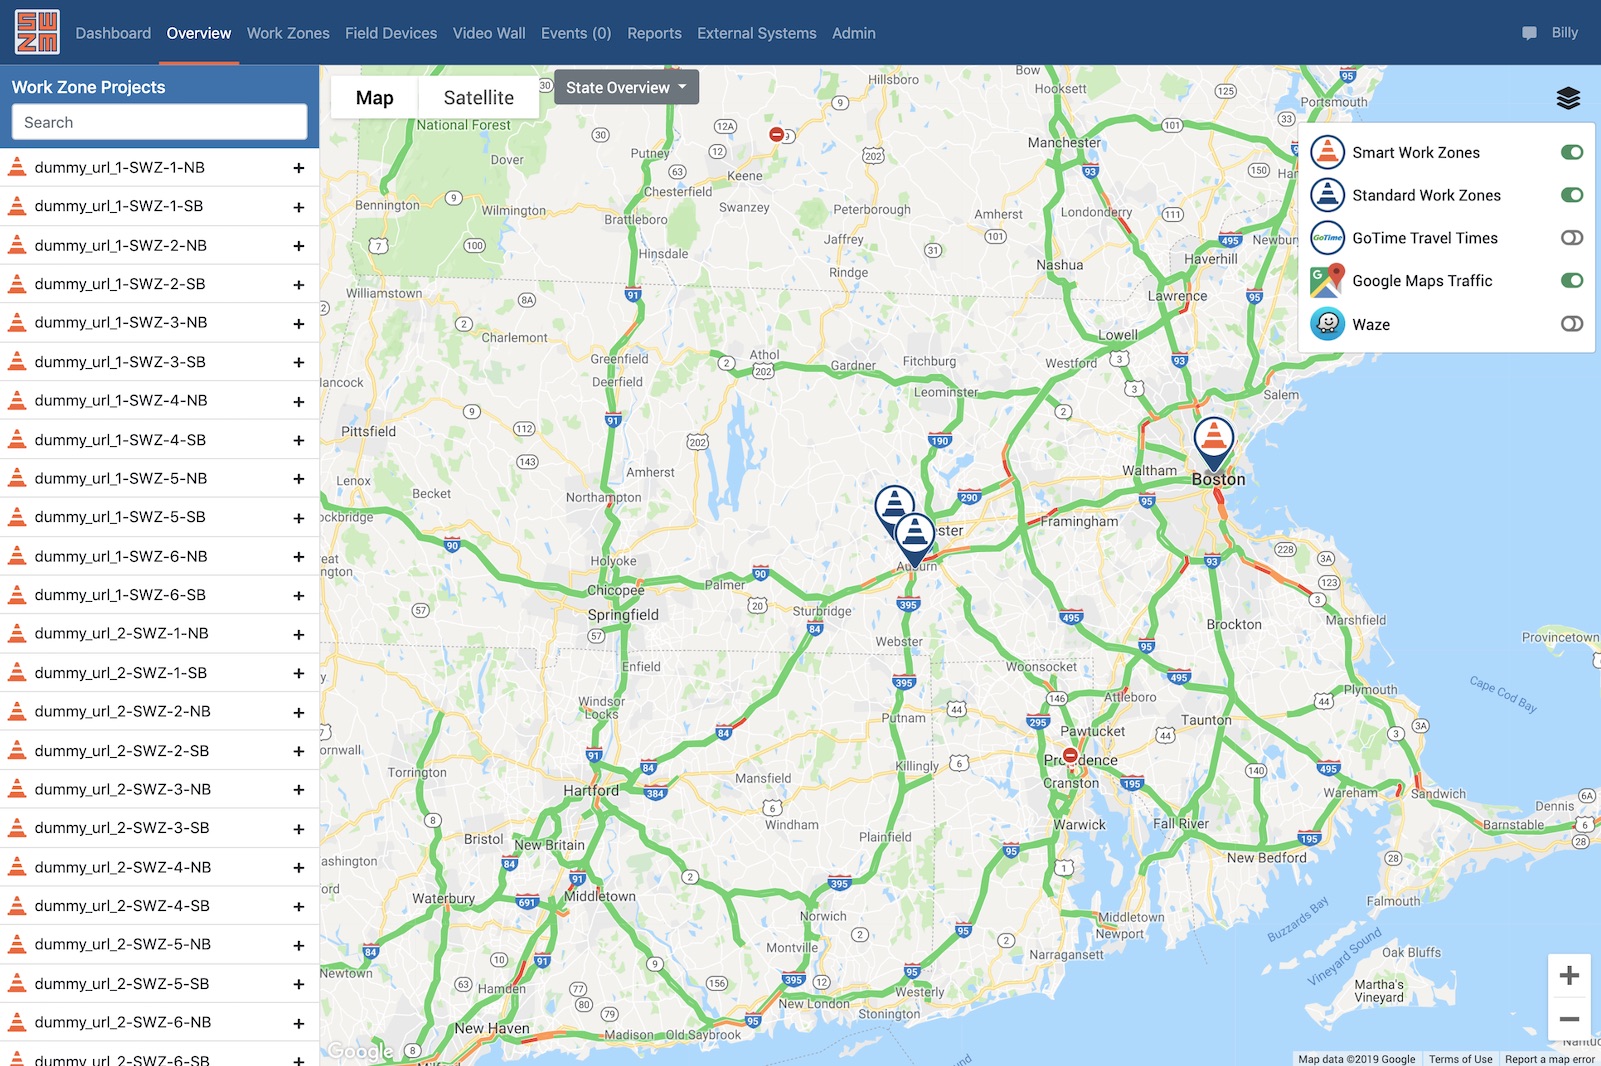 SW
ZM
Dashboard
Overview
Work Zones
Field Devices
Video Wall
Events (0)
Reports
External Systems
Admin
Billy
Work Zone Projects
Search
dummy_url_1-SWZ-1-NB
dummy_url_1-SWZ-1-SB
dummy_url_1-SWZ-2-NB
dummy_url_1-SWZ-2-SB
dummy_url_1-SWZ-3-NB
dummy_url_1-SWZ-3-SB
dummy_url_1-SWZ-4-NB
dummy_url_1-SWZ-4-SB
dummy_url_1-SWZ-5-NB
dummy_url_1-SWZ-5-SB
dummy_url_1-SWZ-6-NB
dummy_url_1-SWZ-6-SB
dummy_url_2-SWZ-1-NB
dummy_url_2-SWZ-1-SB
dummy_url_2-SWZ-2-NB
dummy_url_2-SWZ-2-SB
dummy_url_2-SWZ-3-NB
dummy_url_2-SWZ-3-SB
dummy_url_2-SWZ-4-NB
dummy_url_2-SWZ-4-SB
dummy_url_2-SWZ-5-NB
dummy_url_2-SWZ-5-SB
dummy_url_2-SWZ-6-NB
dummy_url_2-SWZ-6-SB
Map
Satellite
State Overview
Smart Work Zones
Standard Work Zones
GoTime
GoTime Travel Times
Google Maps Traffic
Waze
Bow
Hillsboro
Hooksett
Portsmouth
National Forest
Dover
Putney
Manchester
Keene
Chesterfield
Bennington
Wilmington
Swanzey
Peterborough
Amherst
Londonderry
Brattleboro
Jaffrey
Newbury
Hinsdale
Haverhill
Rindge
Nashua
Williamstown
Lawrence
Charlemont
Lowell
Greenfield
Athol
Gardner
Fitchburg
Westford
Deerfield
Leominster
Salem
Pittsfield
Amherst
Waltham
Boston
Lenox
Becket
Northampton
ester
Framingham
Auburn
Holyoke
Chicopee
Palmer
Springfield
Sturbridge
Webster
Brockton
Marshfield
Provincetown
Enfield
Woonsocket
Windsor
Locks
Attleboro
Plymouth
Cape Cod Bay
Putnam
Taunton
Pawtucket
Torrington
Killingly
Providence
Mansfield
Cranston
Hartford
Wareham
Sandwich
Dennis
Windham
Warwick
Fall River
Barnstable
Bristol
New Britain
Plainfield
New Bedford
Waterbury
Middletown
Falmouth
Norwich
Middletown
Newport
Buzzards Bay
Montville
Narragansett
Vineyard Sound
Oak Bluffs
Newtown
Hamden
Westerly
Martha's
Vineyard
New London
Stonington
New Haven
Madison
Old Saybrook
Google
Map data ©2019 Google
Terms of Use
Report a map error